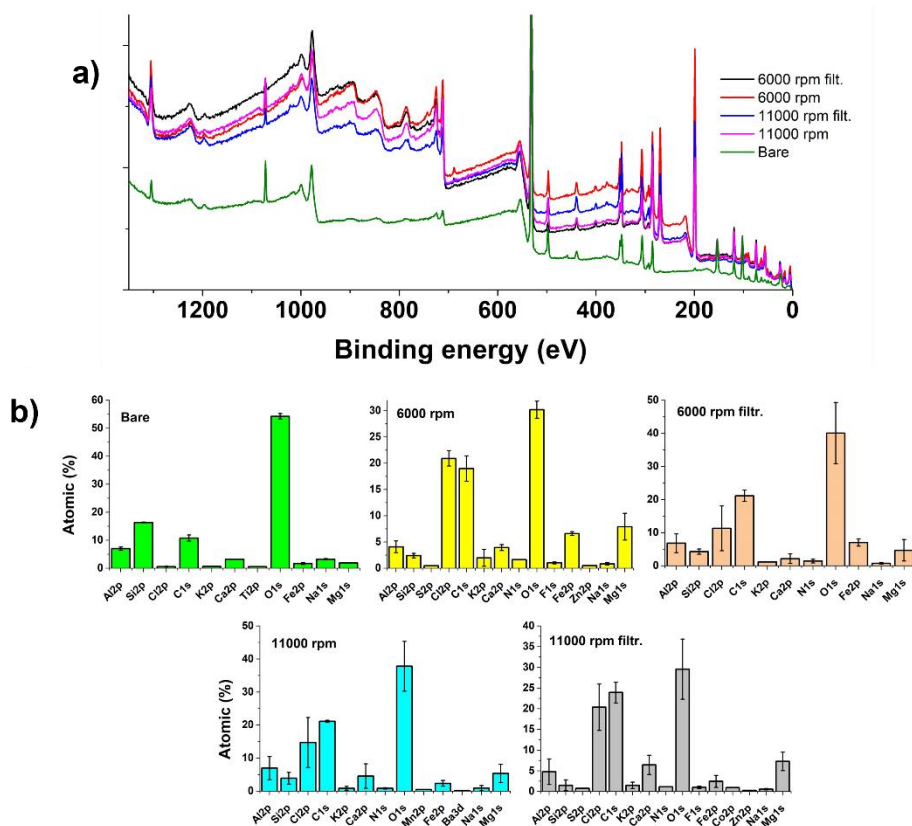 a)
6000 rpm filt.
6000 rpm
11000 rpm filt.
11000 rpm
Bare
1200 1000 800 600 400 200 0
Binding energy (eV)
b)
Bare
Atomic (%)
60
50
40
30
20
10
0
Al2p Si2p Cl2p C1s K2p Ca2p Ti2p O1s Fe2p Na1s Mg1s
6000 rpm
30
25
20
15
10
5
0
Al2p Si2p S2p Cl2p C1s K2p Ca2p N1s O1s F1s Fe2p Zn2p Na1s Mg1s
6000 rpm filtr.
50
40
30
20
10
0
Al2p Si2p Cl2p C1s K2p Ca2p N1s O1s Fe2p Na1s Mg1s
11000 rpm
Atomic (%)
50
40
30
20
10
0
Al2p Si2p Cl2p C1s K2p Ca2p N1s O1s Mn2p Fe2p Ba3d Na1s Mg1s
11000 rpm filtr.
40
35
30
25
20
15
10
5
0
Al2p Si2p S2p Cl2p C1s K2p Ca2p N1s O1s F1s Fe2p Co2p Zn2p Na1s Mg1s